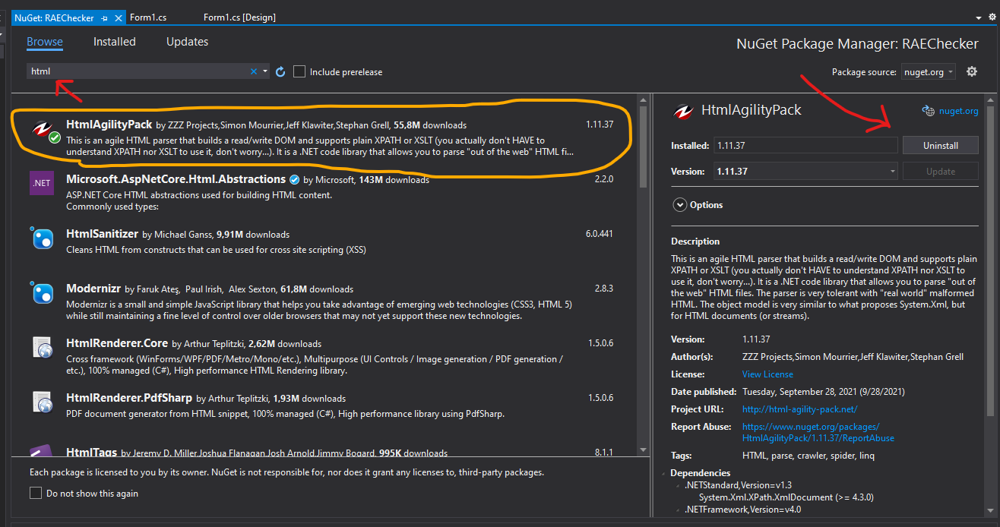 NuGet: RAEChecker
Form1.cs
Form1.cs [Design]
Browse
Installed
Updates
NuGet Package Manager: RAEChecker
html
Include prerelease
Package source:
nuget.org
HtmlAgilityPack by ZZZ Projects,Simon Mourrier,Jeff Klawiter,Stephan Grell, 55,8M downloads
1.11.37
This is an agile HTML parser that builds a read/write DOM and supports plain XPATH or XSLT (you actually don't HAVE to
understand XPATH nor XSLT to use it, don't worry...). It is a .NET code library that allows you to parse "out of the web" HTML fi...
.NET
Microsoft.AspNetCore.Html.Abstractions by Microsoft, 143M downloads
2.2.0
ASP.NET Core HTML abstractions used for building HTML content.
Commonly used types:
HtmlSanitizer by Michael Ganss, 9,91M downloads
6.0.441
Cleans HTML from constructs that can be used for cross site scripting (XSS)
Modernizr by Faruk Ateş, Paul Irish, Alex Sexton, 61,8M downloads
2.8.3
Modernizr is a small and simple JavaScript library that helps you take advantage of emerging web technologies (CSS3, HTML 5)
while still maintaining a fine level of control over older browsers that may not yet support these new technologies.
HtmlRenderer.Core by Arthur Teplitzki, 2,62M downloads
1.5.0.6
Cross framework (WinForms/WPF/PDF/Metro/Mono/etc.), Multipurpose (UI Controls / Image generation / PDF generation /
etc.), 100% managed (C#), High performance HTML Rendering library.
HtmlRenderer.PdfSharp by Arthur Teplitzki, 1,93M downloads
1.5.0.6
PDF document generator from HTML snippet, 100% managed (C#), High performance library using PdfSharp.
HtmlTags by Jeremy D. Miller,Joshua Flanagan,Josh Arnold,Jimmy Bogard, 995K downloads
8.1.1
Each package is licensed to you by its owner. NuGet is not responsible for, nor does it grant any licenses to, third-party packages.
Do not show this again
HtmlAgilityPack
nuget.org
Installed:
1.11.37
Uninstall
Version:
1.11.37
Update
Options
Description
This is an agile HTML parser that builds a read/write DOM and supports plain
XPATH or XSLT (you actually don't HAVE to understand XPATH nor XSLT to
use it, don't worry...). It is a .NET code library that allows you to parse "out of
the web" HTML files. The parser is very tolerant with "real world" malformed
HTML. The object model is very similar to what proposes System.Xml, but
for HTML documents (or streams).
Version: 1.11.37
Author(s): ZZZ Projects,Simon Mourrier,Jeff Klawiter,Stephan Grell
License: View License
Date published: Tuesday, September 28, 2021 (9/28/2021)
Project URL: http://html-agility-pack.net/
Report Abuse: https://www.nuget.org/packages/
HtmlAgilityPack/1.11.37/ReportAbuse
Tags: HTML, parse, crawler, spider, linq
Dependencies
.NETStandard,Version=v1.3
System.Xml.XPath.XmlDocument (>= 4.3.0)
.NETFramework,Version=v4.0